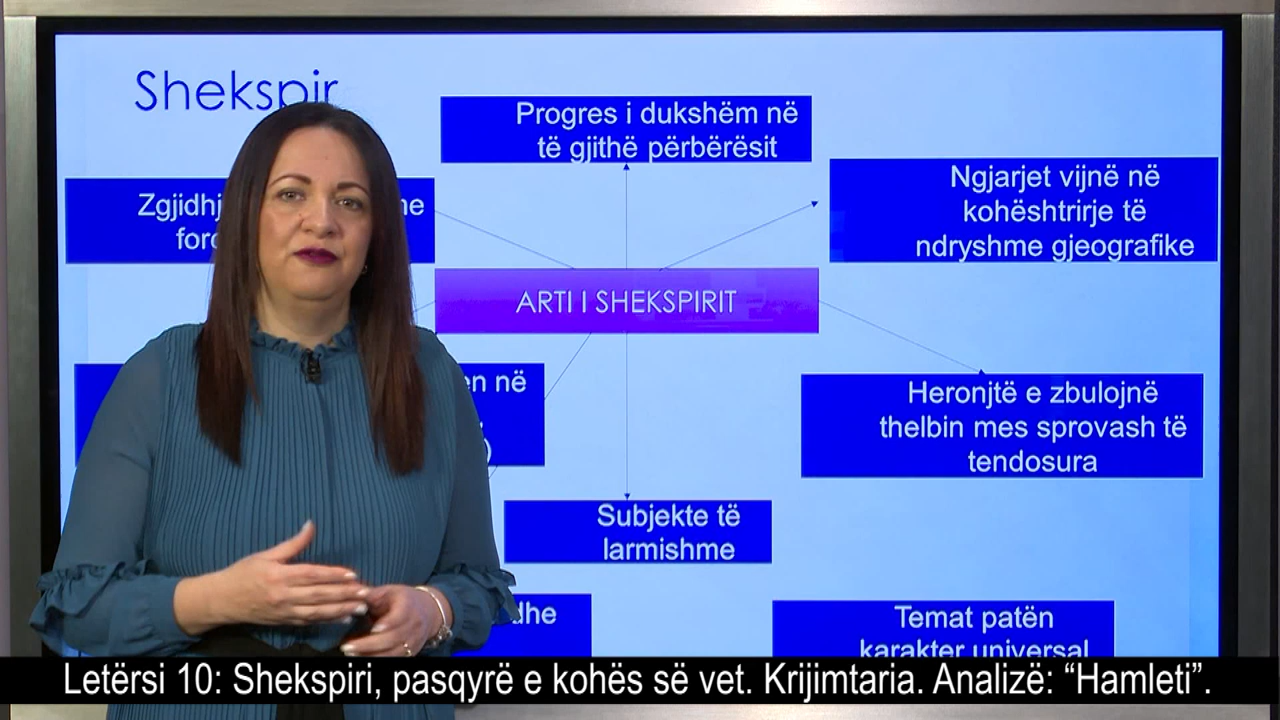 Shekspir
Progres i dukshëm në
të gjithë përbërësit
Ngjarjet vijnë në
kohështrirje të
ndryshme gjeografike
ARTI I SHEKSPIRIT
në
Heronjtë e zbulojnë
thelbin mes sprovash të
tendosura
Subjekte të
larmishme
Temat patën
karakter universal
Letërsi 10: Shekspiri, pasqyrë e kohës së vet. Krijimtaria. Analizë: “Hamleti”.